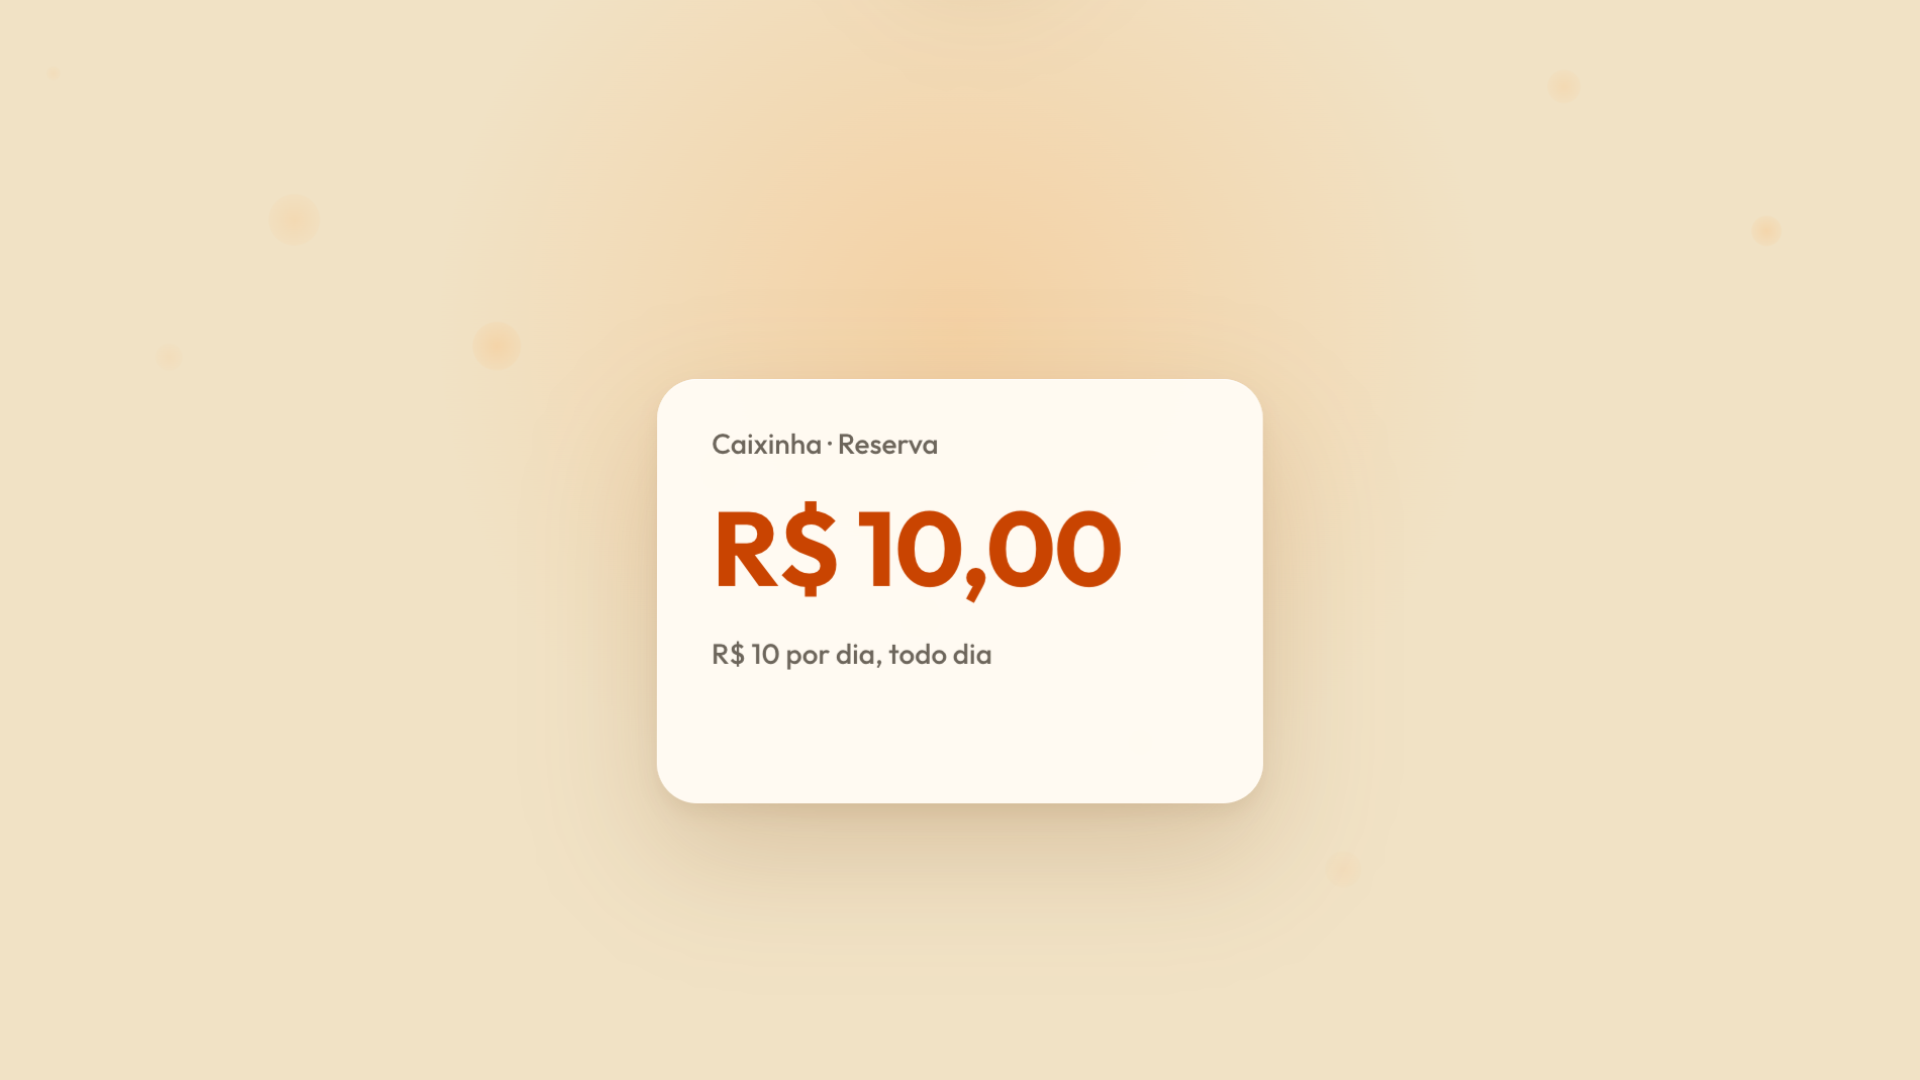 Caixinha · Reserva
R$ 10,00
R$ 10 por dia, todo dia